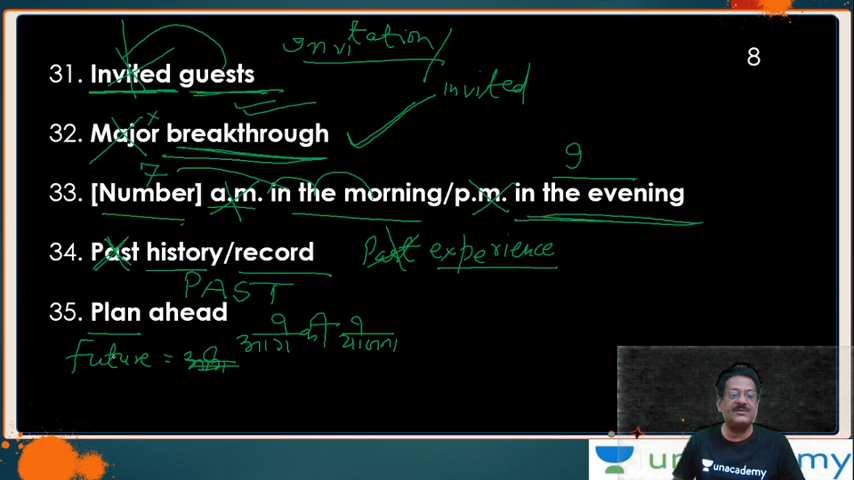 invitation
8
31. Invited guests
invited
32. Major breakthrough
7 9
33. [Number] a.m. in the morning/p.m. in the evening
34. Past history/record Past experience
PAST
35. Plan ahead
future = आगे की योजना
unacademy